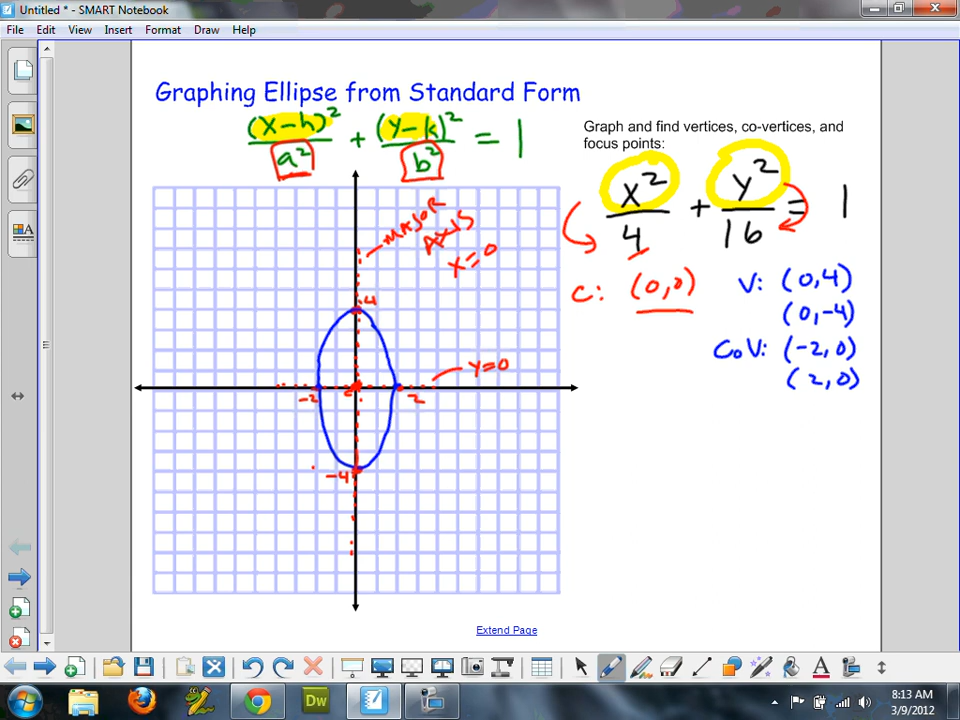 Untitled * - SMART Notebook
File Edit View Insert Format Draw Help
Graphing Ellipse from Standard Form
(x-h)²/a² + (y-k)²/b² = 1
Graph and find vertices, co-vertices, and
focus points:
x²/4 + y²/16 = 1
C: (0,0)
V: (0,4)
(0,-4)
CoV: (-2,0)
(2,0)
MAJOR
AXIS
x=0
4
y=0
-2
2
-4
Extend Page
Dw
8:13 AM
3/9/2012